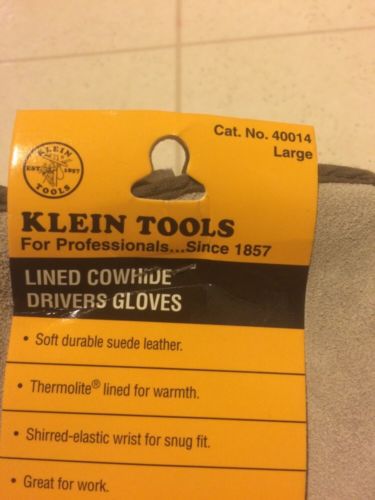 KLEIN
EST. 1857
TOOLS
Cat. No. 40014
Large
KLEIN TOOLS
For Professionals...Since 1857
LINED COWHIDE
DRIVERS GLOVES
• Soft durable suede leather.
• Thermolite® lined for warmth.
• Shirred-elastic wrist for snug fit.
• Great for work.